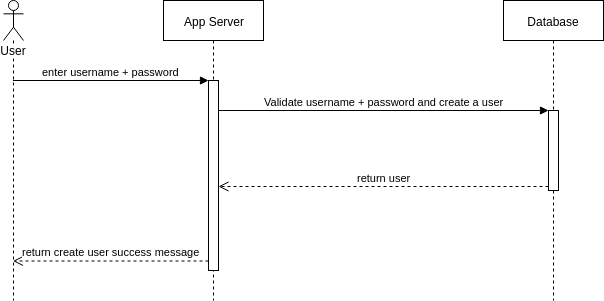 App Server
Database
User
enter username + password
Validate username + password and create a user
return user
return create user success message